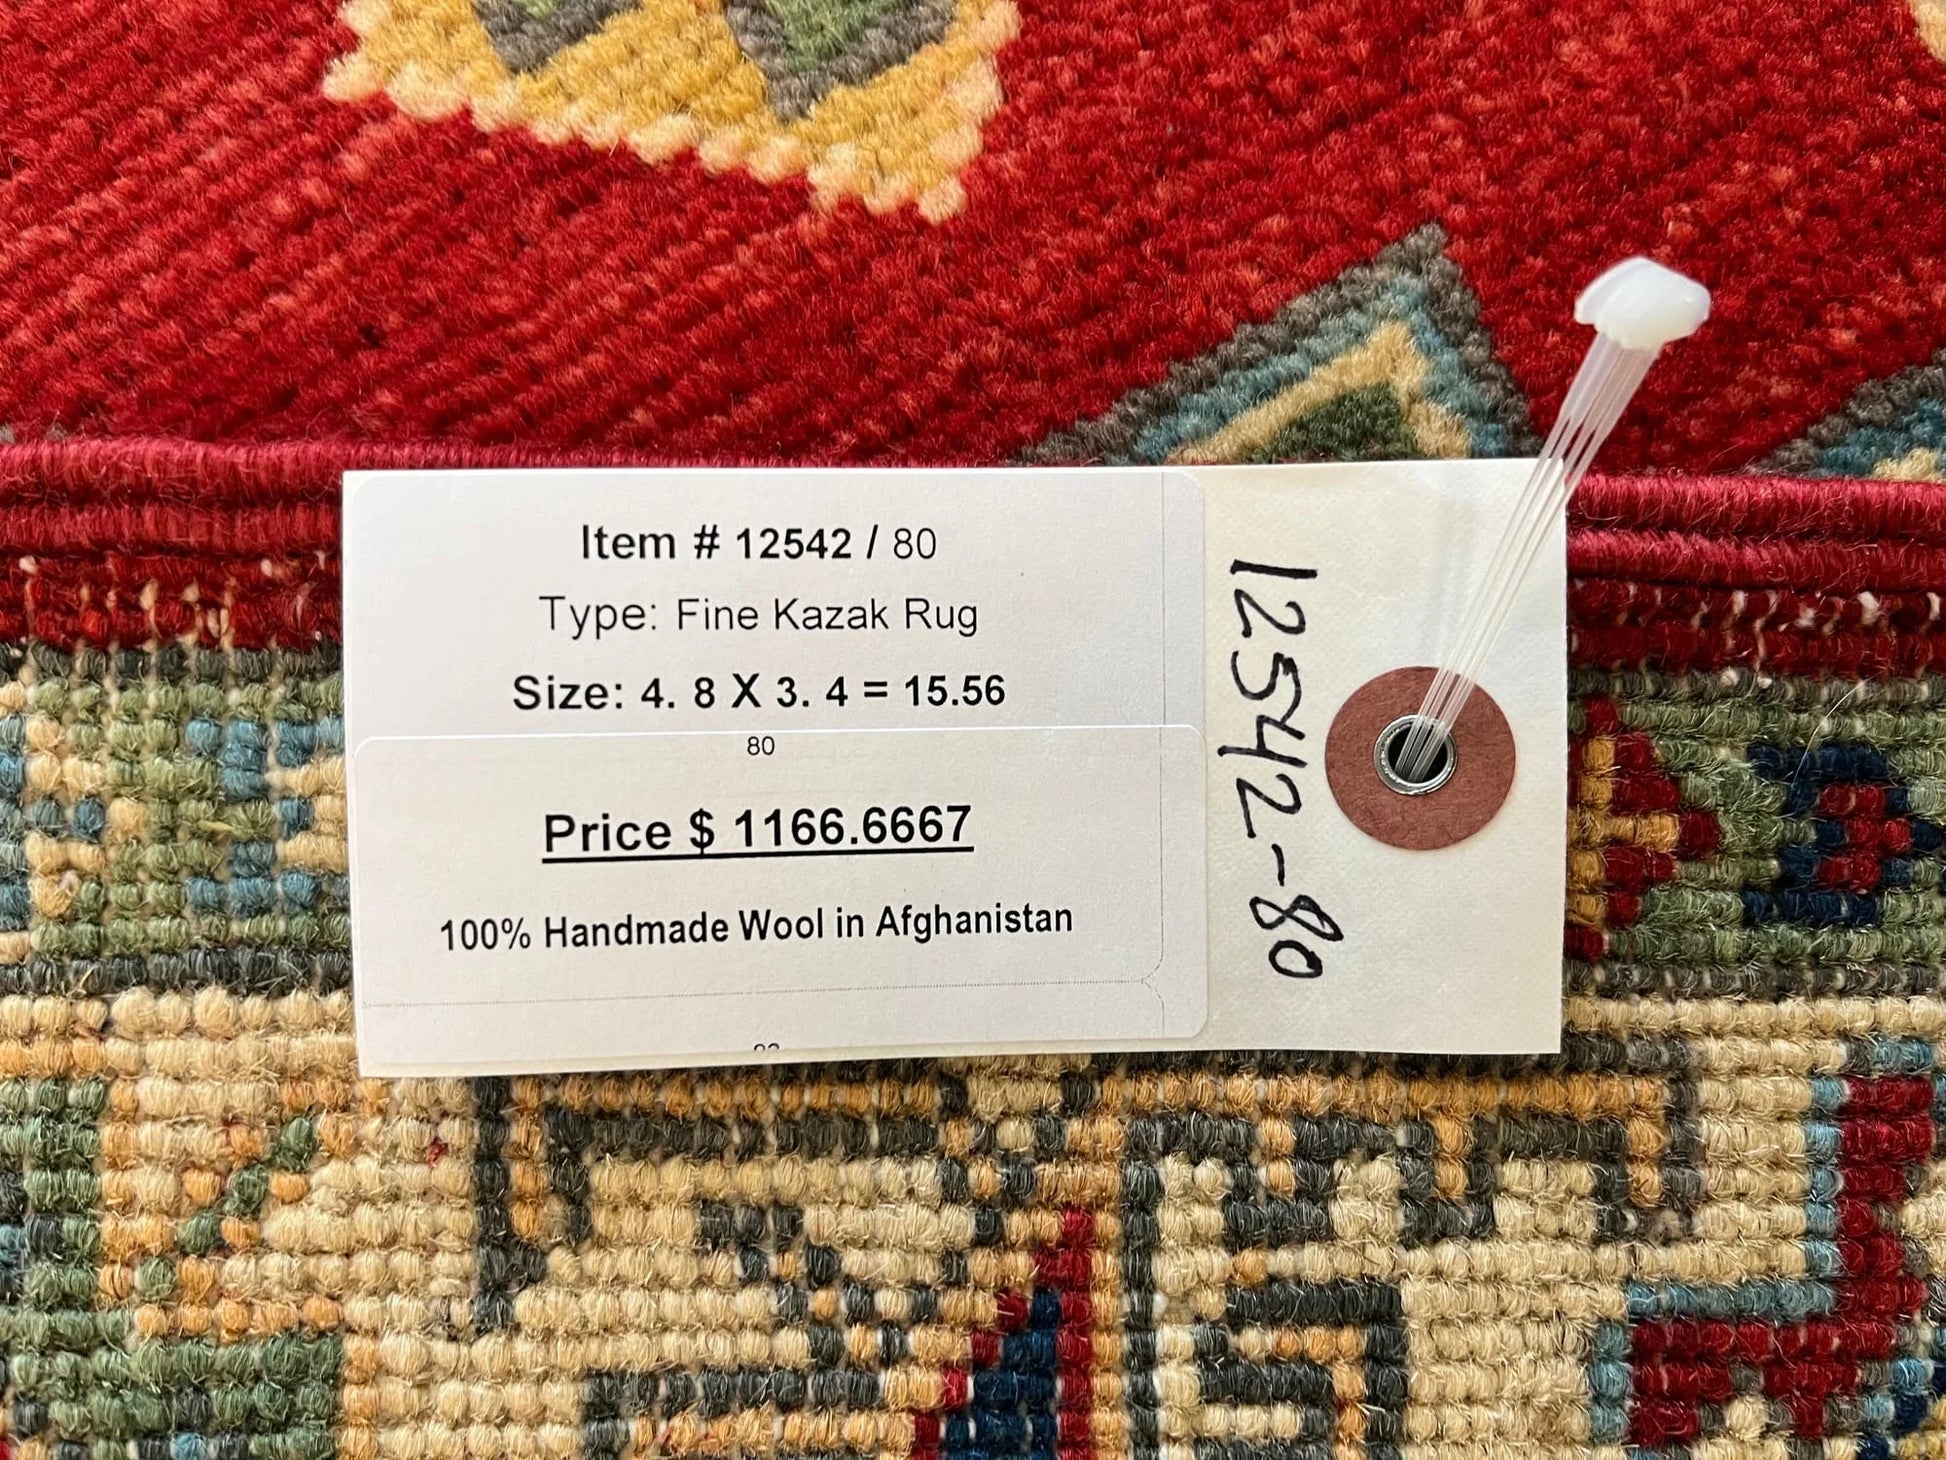 Item # 12542 / 80
Type: Fine Kazak Rug
Size: 4. 8 X 3. 4 = 15.56
80
Price $ 1166.6667
100% Handmade Wool in Afghanistan
12542-80